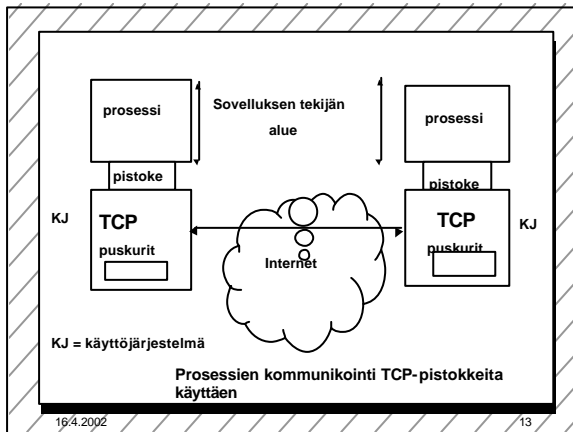 prosessi
Sovelluksen tekijän
alue
prosessi
pistoke
pistoke
KJ
TCP
puskurit
Internet
TCP
puskurit
KJ
KJ = käyttöjärjestelmä
Prosessien kommunikointi TCP-pistokkeita
käyttäen
16.4.2002
13